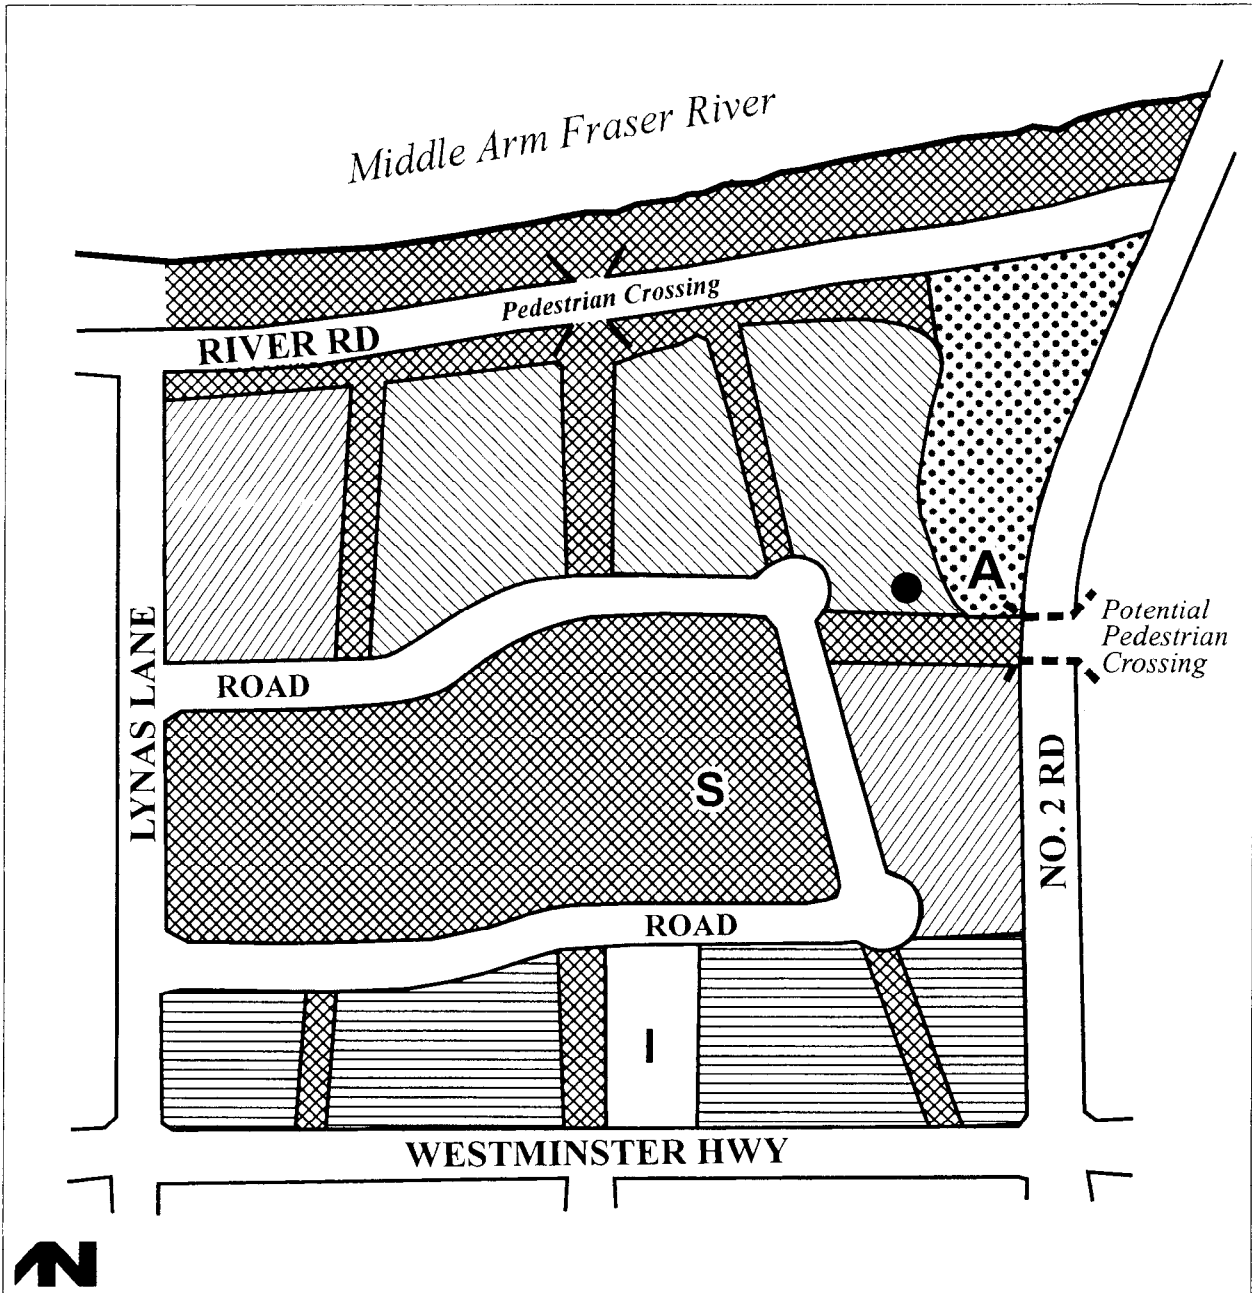 Middle Arm Fraser River
Pedestrian Crossing
RIVER RD
A
Potential
Pedestrian
Crossing
ROAD
LYNAS LANE
S
NO. 2 RD
ROAD
I
WESTMINSTER HWY
N